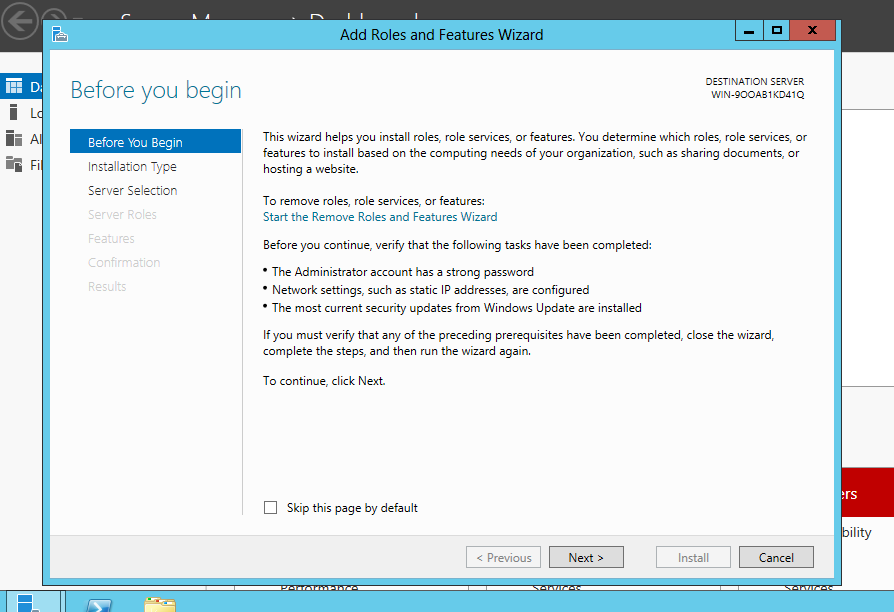 Add Roles and Features Wizard
Before you begin
DESTINATION SERVER
WIN-9OOAB1KD41Q
Before You Begin
Installation Type
Server Selection
Server Roles
Features
Confirmation
Results
This wizard helps you install roles, role services, or features. You determine which roles, role services, or
features to install based on the computing needs of your organization, such as sharing documents, or
hosting a website.
To remove roles, role services, or features:
Start the Remove Roles and Features Wizard
Before you continue, verify that the following tasks have been completed:
• The Administrator account has a strong password
• Network settings, such as static IP addresses, are configured
• The most current security updates from Windows Update are installed
If you must verify that any of the preceding prerequisites have been completed, close the wizard,
complete the steps, and then run the wizard again.
To continue, click Next.
Skip this page by default
< Previous
Next >
Install
Cancel
Performance
Services
Services